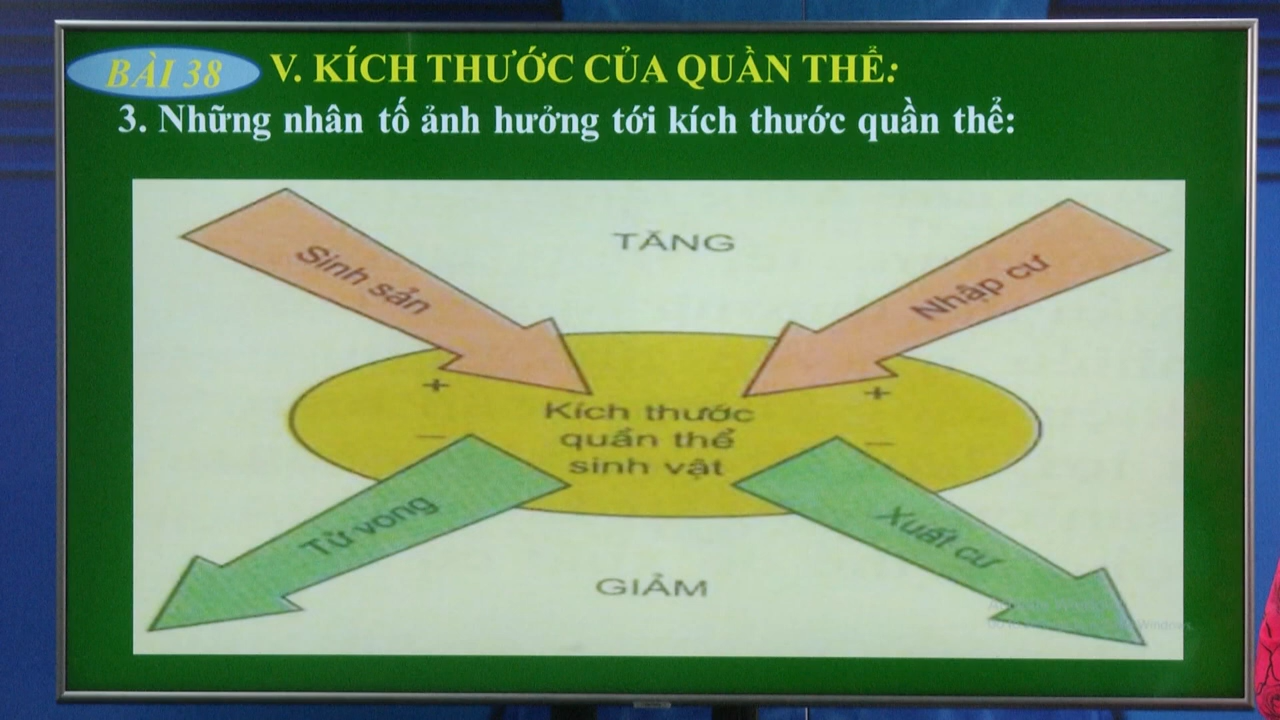 BÀI 38
V. KÍCH THƯỚC CỦA QUẦN THỂ:
3. Những nhân tố ảnh hưởng tới kích thước quần thể:
TĂNG
Sinh sản
Nhập cư
+
+
Kích thước
quần thể
sinh vật
–
–
Tử vong
Xuất cư
GIẢM
Windows